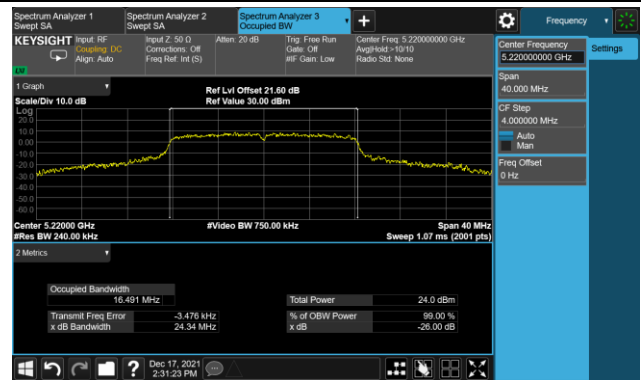 Spectrum Analyzer 1
Swept SA
Spectrum Analyzer 2
Swept SA
Spectrum Analyzer 3
Occupied BW
Frequency
KEYSIGHT
Input: RF
Coupling: DC
Align: Auto
Input Z: 50 Ω
Corrections: Off
Freq Ref: Int (S)
Atten: 20 dB
Trig: Free Run
Gate: Off
#IF Gain: Low
Center Freq: 5.220000000 GHz
Avg|Hold:>10/10
Radio Std: None
Center Frequency
5.220000000 GHz
Settings
Span
40.000 MHz
CF Step
4.000000 MHz
Auto
Man
Freq Offset
0 Hz
1 Graph
Scale/Div 10.0 dB
Ref Lvl Offset 21.60 dB
Ref Value 30.00 dBm
Log
20.0
10.0
0.00
-10.0
-20.0
-30.0
-40.0
-50.0
-60.0
Center 5.22000 GHz
#Video BW 750.00 kHz
Span 40 MHz
#Res BW 240.00 kHz
Sweep 1.07 ms (2001 pts)
2 Metrics
Occupied Bandwidth
16.491 MHz
Total Power 24.0 dBm
Transmit Freq Error -3.476 kHz
% of OBW Power 99.00 %
x dB Bandwidth 24.34 MHz
x dB -26.00 dB
?
Dec 17, 2021
2:31:23 PM